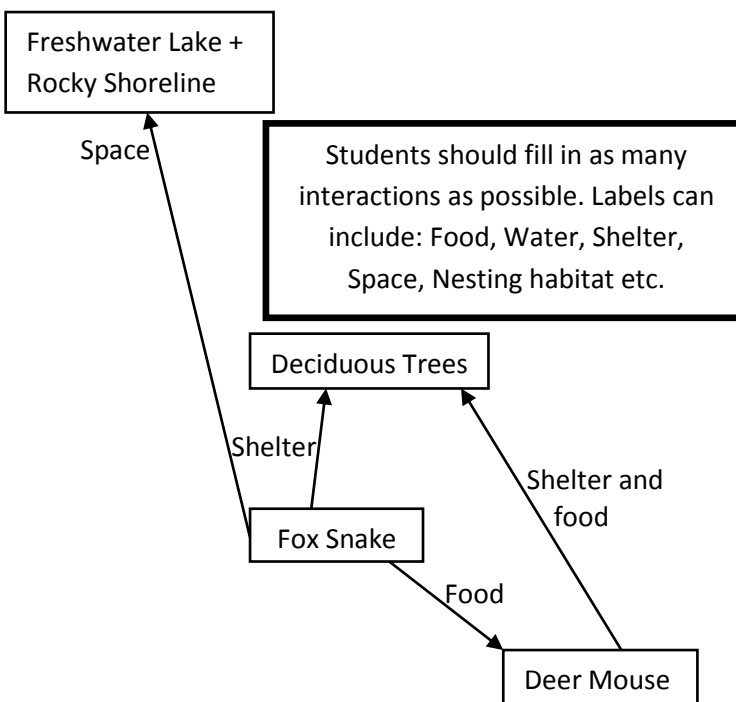 Freshwater Lake +
Rocky Shoreline
Space
Students should fill in as many
interactions as possible. Labels can
include: Food, Water, Shelter,
Space, Nesting habitat etc.
Deciduous Trees
Shelter
Shelter and
food
Fox Snake
Food
Deer Mouse